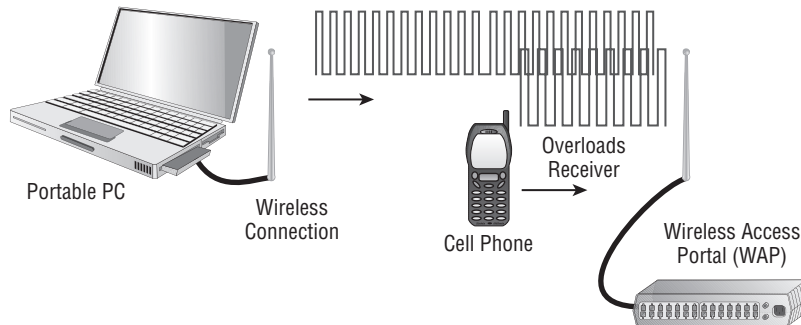 Overloads
Receiver
Portable PC
Wireless
Connection
Cell Phone
Wireless Access
Portal (WAP)